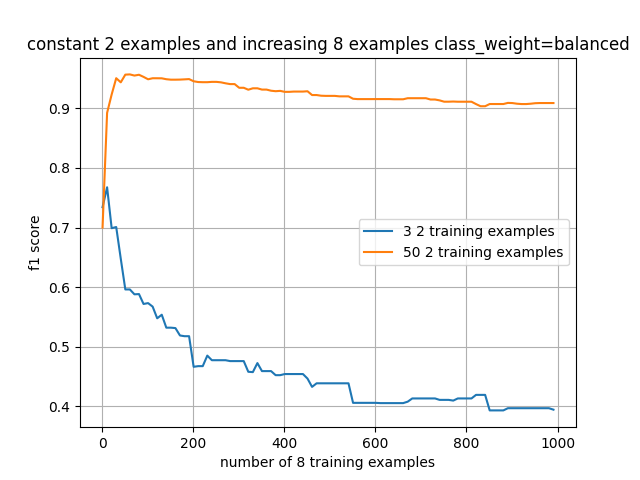 constant 2 examples and increasing 8 examples class_weight=balanced
f1 score
0.9
0.8
0.7
0.6
0.5
0.4
3 2 training examples
50 2 training examples
0 200 400 600 800 1000
number of 8 training examples